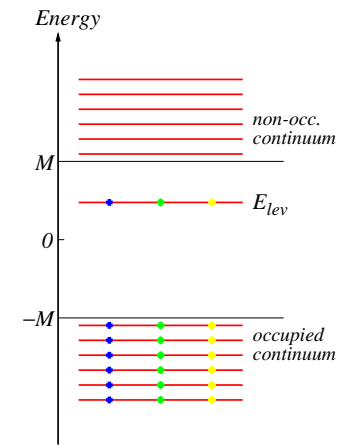 Energy
non-occ.
continuum
M
E_lev
0
−M
occupied
continuum